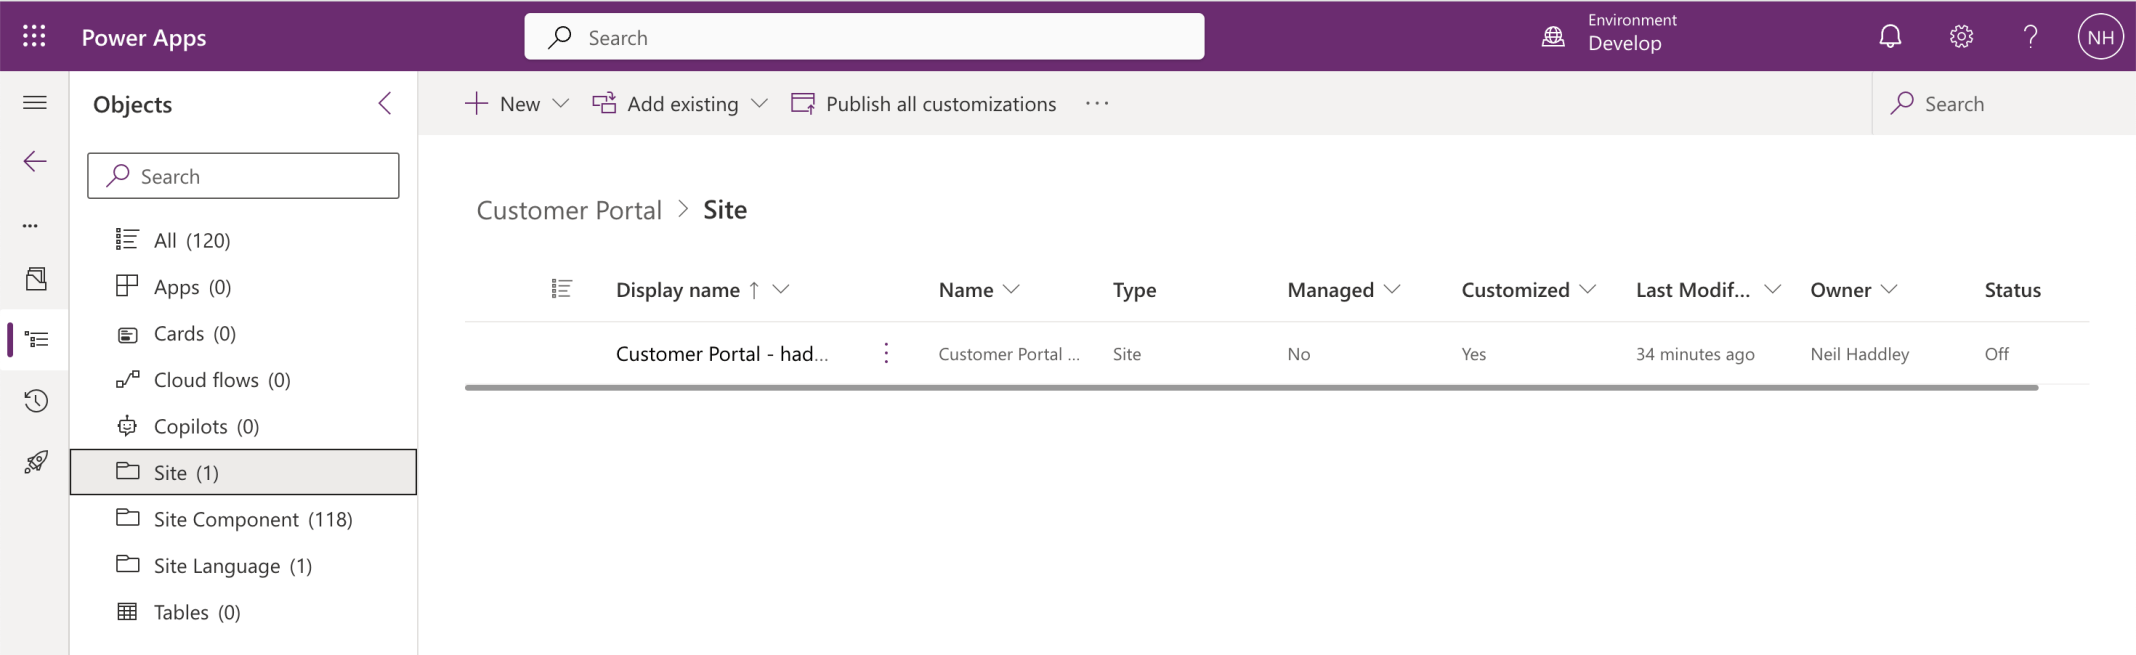 Power Apps
Search
Environment
Develop
?
NH
Objects
New
Add existing
Publish all customizations
···
Search
Search
Customer Portal > Site
All (120)
Apps (0)
Cards (0)
Cloud flows (0)
Copilots (0)
Site (1)
Site Component (118)
Site Language (1)
Tables (0)
Display name ↑ Name Type Managed Customized Last Modif... Owner Status
Customer Portal - had... Customer Portal ... Site No Yes 34 minutes ago Neil Haddley Off